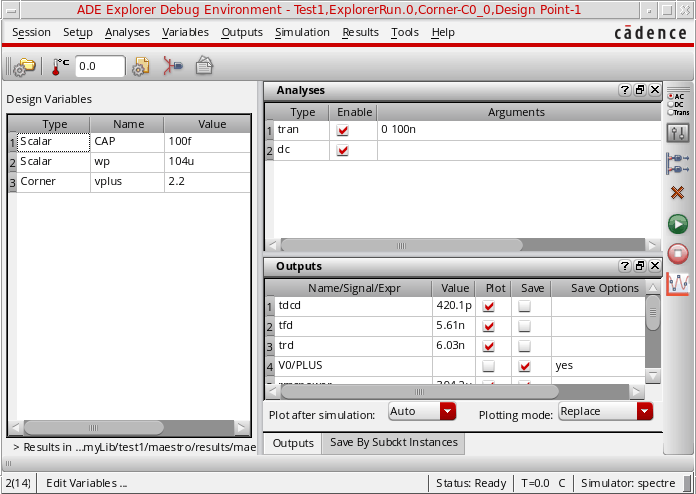 ADE Explorer Debug Environment - Test1,ExplorerRun.0,Corner-C0_0,Design Point-1
Session Setup Analyses Variables Outputs Simulation Results Tools Help
cādence
°C 0.0
Design Variables
Type Name Value
1 Scalar CAP 100f
2 Scalar wp 104u
3 Corner vplus 2.2
> Results in ...myLib/test1/maestro/results/mae
Analyses
Type Enable Arguments
1 tran 0 100n
2 dc
AC
DC
Trans
Outputs
Name/Signal/Expr Value Plot Save Save Options
1 tdcd 420.1p
2 tfd 5.61n
3 trd 6.03n
4 V0/PLUS yes
Plot after simulation: Auto Plotting mode: Replace
Outputs Save By Subckt Instances
2(14) Edit Variables ... Status: Ready T=0.0 C Simulator: spectre